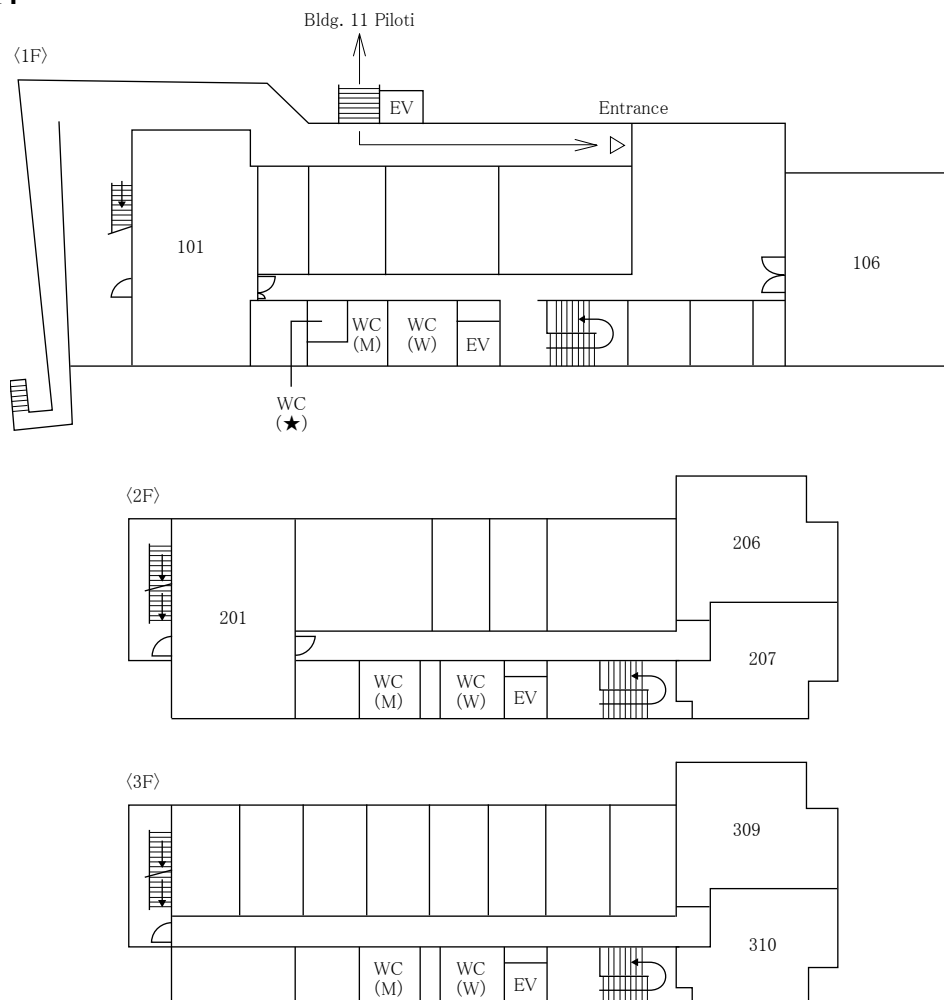 Bldg. 11 Piloti
〈1F〉
EV
Entrance
101
106
WC
(M)
WC
(W)
EV
WC
(★)
〈2F〉
206
201
207
WC
(M)
WC
(W)
EV
〈3F〉
309
310
WC
(M)
WC
(W)
EV